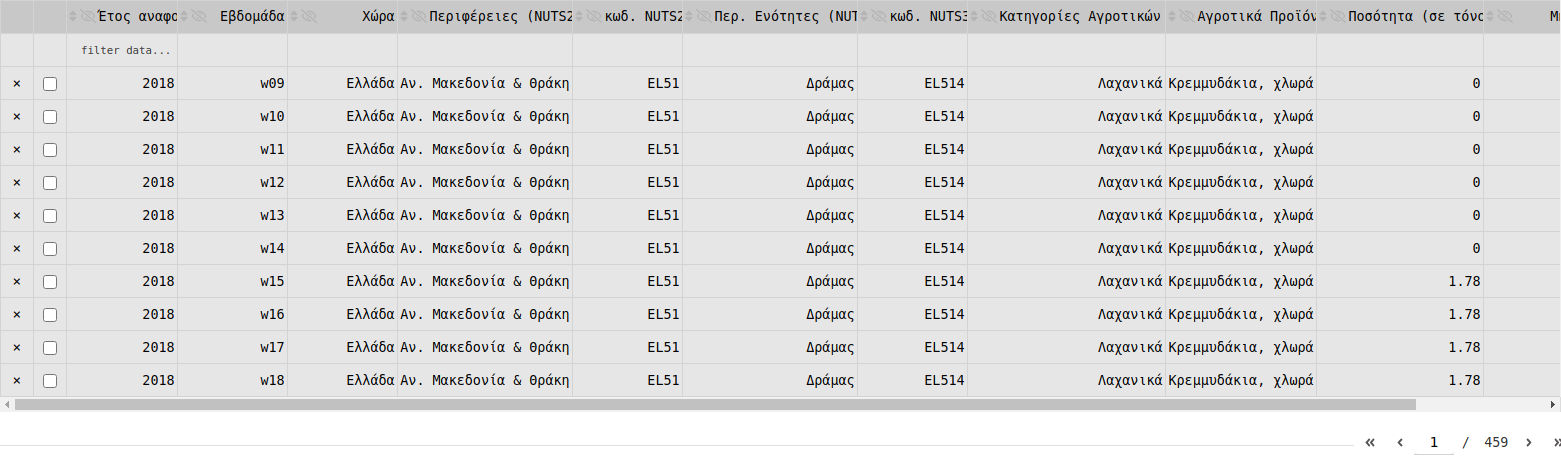 Έτος αναφο Εβδομάδα Χώρα Περιφέρειες (NUTS2 κωδ. NUTS2 Περ. Ενότητες (NUT κωδ. NUTS3 Κατηγορίες Αγροτικών Αγροτικά Προϊόν Ποσότητα (σε τόνο
filter data...
× 2018 w09 Ελλάδα Αν. Μακεδονία & Θράκη EL51 Δράμας EL514 Λαχανικά Κρεμμυδάκια, χλωρά 0
× 2018 w10 Ελλάδα Αν. Μακεδονία & Θράκη EL51 Δράμας EL514 Λαχανικά Κρεμμυδάκια, χλωρά 0
× 2018 w11 Ελλάδα Αν. Μακεδονία & Θράκη EL51 Δράμας EL514 Λαχανικά Κρεμμυδάκια, χλωρά 0
× 2018 w12 Ελλάδα Αν. Μακεδονία & Θράκη EL51 Δράμας EL514 Λαχανικά Κρεμμυδάκια, χλωρά 0
× 2018 w13 Ελλάδα Αν. Μακεδονία & Θράκη EL51 Δράμας EL514 Λαχανικά Κρεμμυδάκια, χλωρά 0
× 2018 w14 Ελλάδα Αν. Μακεδονία & Θράκη EL51 Δράμας EL514 Λαχανικά Κρεμμυδάκια, χλωρά 0
× 2018 w15 Ελλάδα Αν. Μακεδονία & Θράκη EL51 Δράμας EL514 Λαχανικά Κρεμμυδάκια, χλωρά 1.78
× 2018 w16 Ελλάδα Αν. Μακεδονία & Θράκη EL51 Δράμας EL514 Λαχανικά Κρεμμυδάκια, χλωρά 1.78
× 2018 w17 Ελλάδα Αν. Μακεδονία & Θράκη EL51 Δράμας EL514 Λαχανικά Κρεμμυδάκια, χλωρά 1.78
× 2018 w18 Ελλάδα Αν. Μακεδονία & Θράκη EL51 Δράμας EL514 Λαχανικά Κρεμμυδάκια, χλωρά 1.78
« ‹ 1 / 459 › »